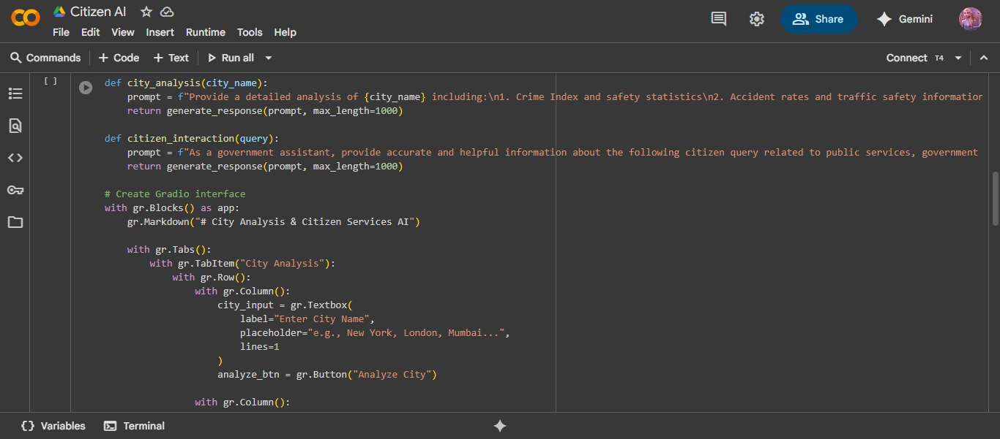 Citizen AI
File Edit View Insert Runtime Tools Help
Share
Gemini
Commands + Code + Text Run all
Connect T4
[ ]
def city_analysis(city_name):
    prompt = f"Provide a detailed analysis of {city_name} including:\n1. Crime Index and safety statistics\n2. Accident rates and traffic safety information
    return generate_response(prompt, max_length=1000)
def citizen_interaction(query):
    prompt = f"As a government assistant, provide accurate and helpful information about the following citizen query related to public services, government
    return generate_response(prompt, max_length=1000)
# Create Gradio interface
with gr.Blocks() as app:
    gr.Markdown("# City Analysis & Citizen Services AI")
    with gr.Tabs():
        with gr.TabItem("City Analysis"):
            with gr.Row():
                with gr.Column():
                    city_input = gr.Textbox(
                        label="Enter City Name",
                        placeholder="e.g., New York, London, Mumbai...",
                        lines=1
                    )
                    analyze_btn = gr.Button("Analyze City")
                with gr.Column():
{} Variables Terminal